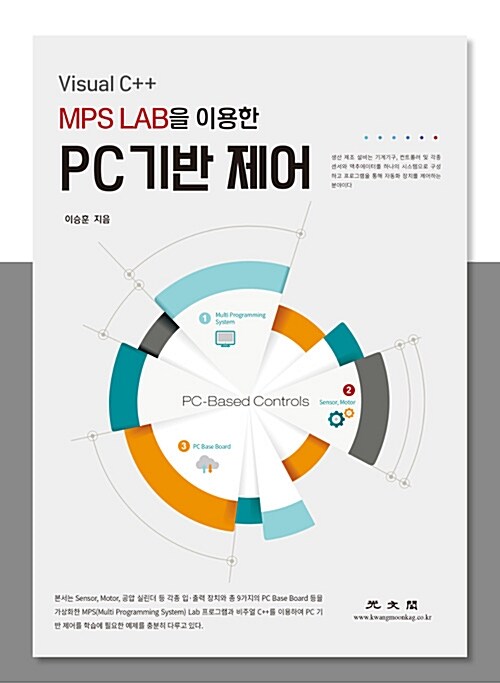 Visual C++
MPS LAB을 이용한
PC기반 제어
이승훈 지음
생산 제조 설비는 기계기구, 컨트롤러 및 각종
센서와 액추에이터를 하나의 시스템으로 구성
하고 프로그램을 통해 자동화 장치를 제어하는
분야이다
1 Multi Programming
System
PC-Based Controls
2
Sensor, Motor
3 PC Base Board
본서는 Sensor, Motor, 공압 실린더 등 각종 입·출력 장치와 총 9가지의 PC Base Board 등을
가상화한 MPS(Multi Programming System) Lab 프로그램과 비주얼 C++를 이용하여 PC 기
반 제어를 학습에 필요한 예제를 충분히 다루고 있다.
光文閣
www.kwangmoonkag.co.kr